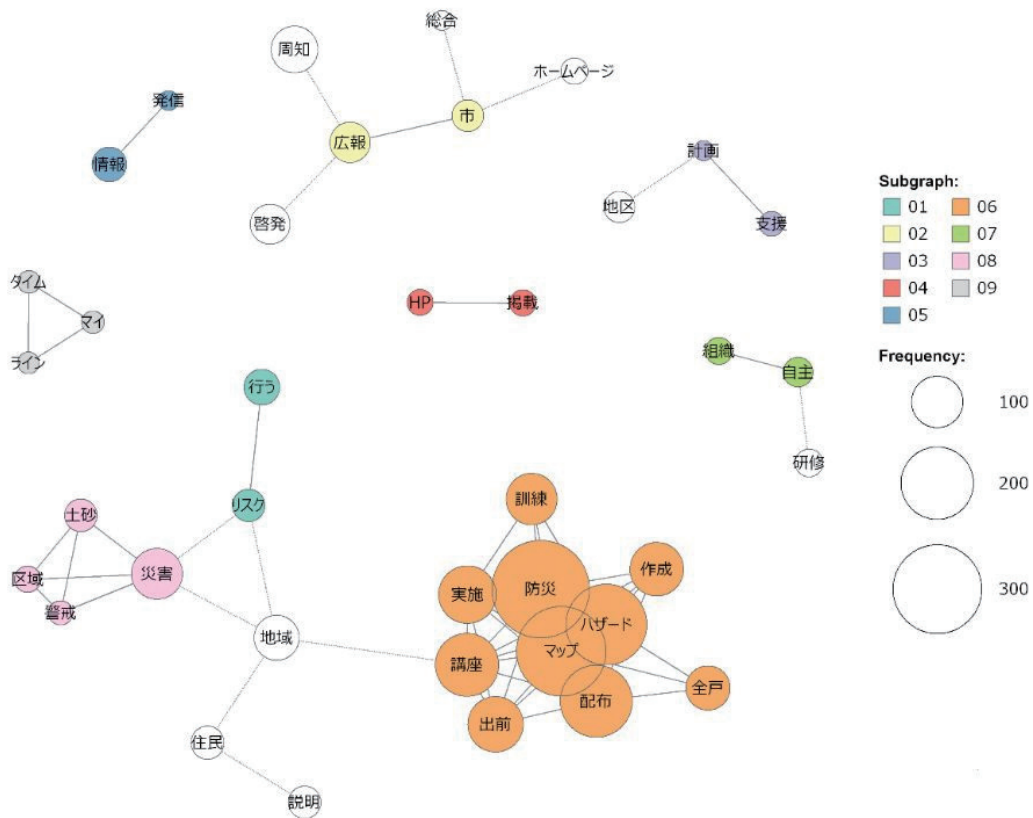 総合
周知
ホームページ
発信
市
広報
情報
計画
地区
支援
啓発
Subgraph:
01
06
02
07
03
08
04
09
05
タイム
マイ
ライン
HP
掲載
組織
自主
研修
Frequency:
100
200
300
行う
リスク
土砂
区域
災害
警戒
地域
住民
説明
訓練
防災
作成
実施
ハザード
マップ
講座
全戸
配布
出前